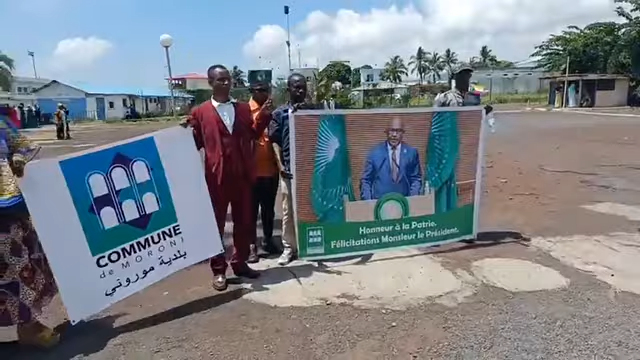 COMMUNE
de MORONI
بلدية موروني
Honneur à la Patrie.
Félicitations Monsieur le Président.